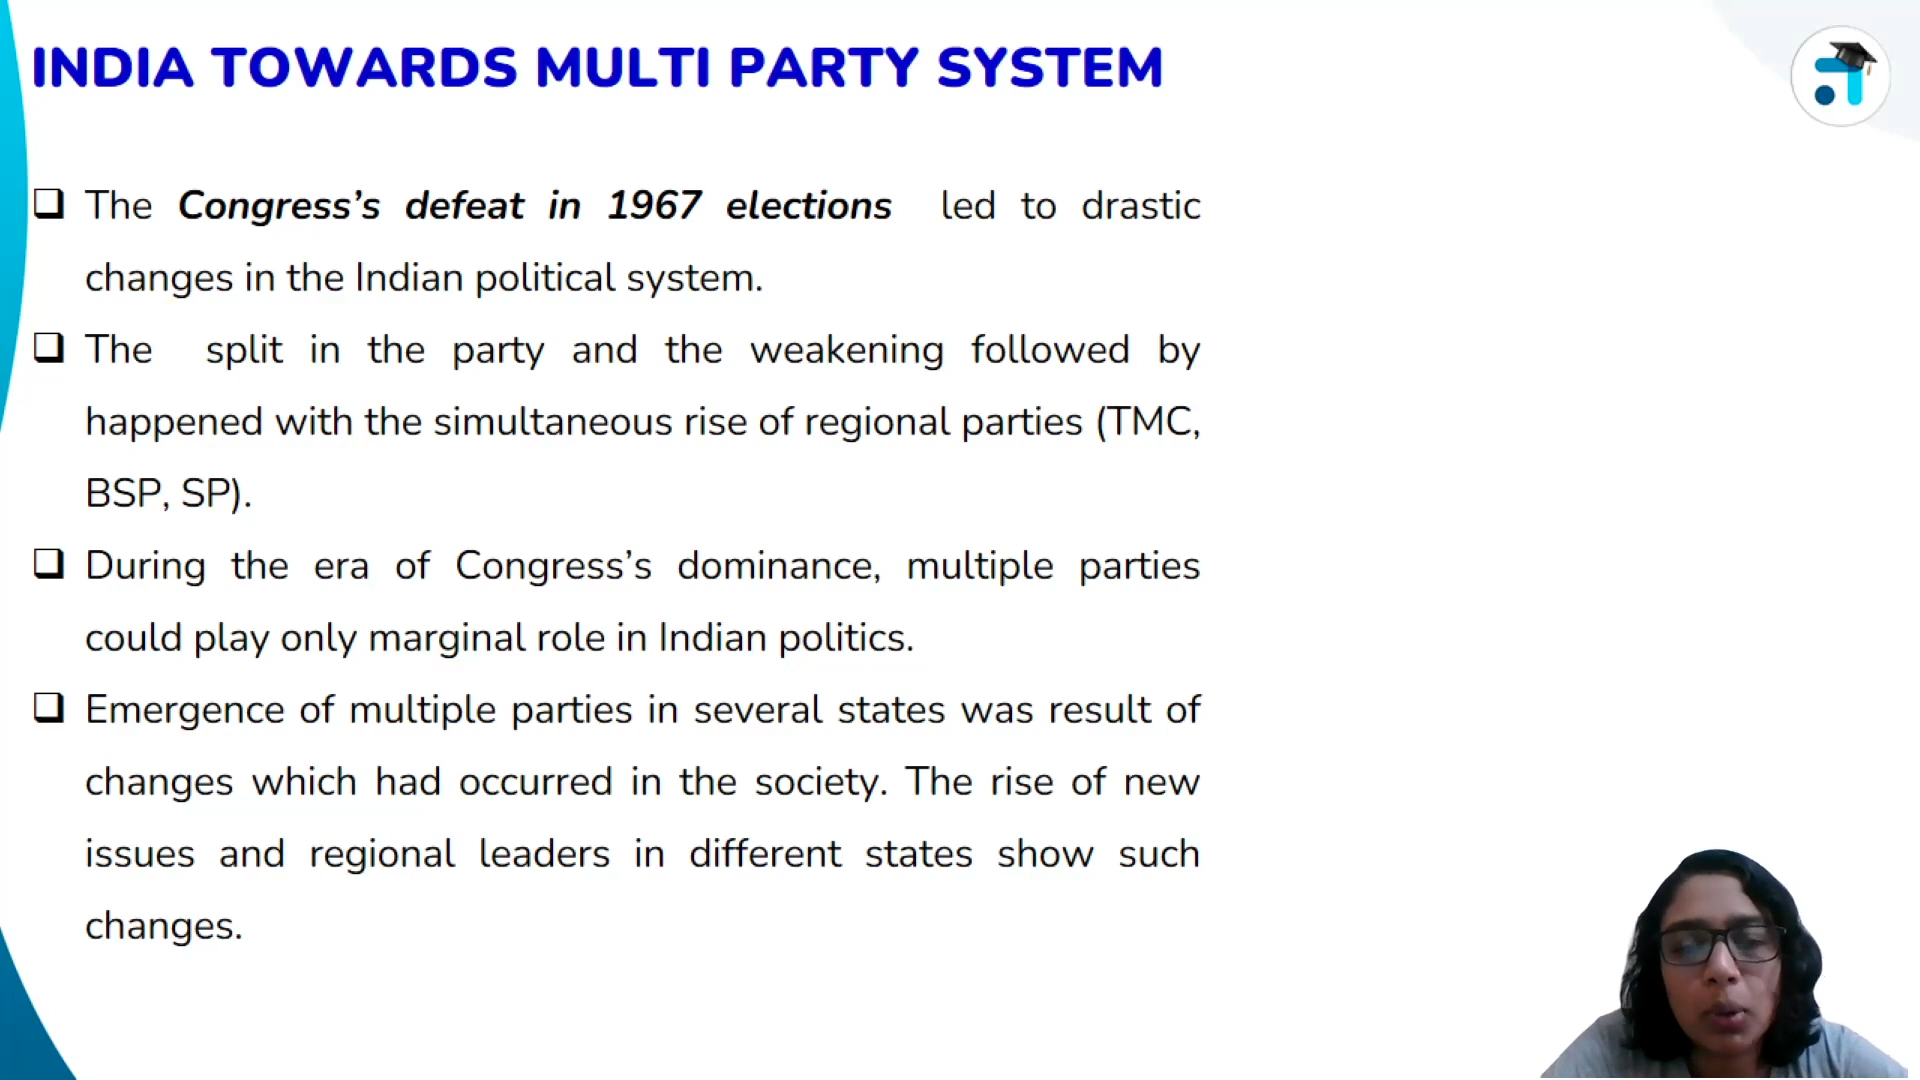 INDIA TOWARDS MULTI PARTY SYSTEM
❑ The Congress’s defeat in 1967 elections led to drastic
changes in the Indian political system.
❑ The split in the party and the weakening followed by
happened with the simultaneous rise of regional parties (TMC,
BSP, SP).
❑ During the era of Congress’s dominance, multiple parties
could play only marginal role in Indian politics.
❑ Emergence of multiple parties in several states was result of
changes which had occurred in the society. The rise of new
issues and regional leaders in different states show such
changes.